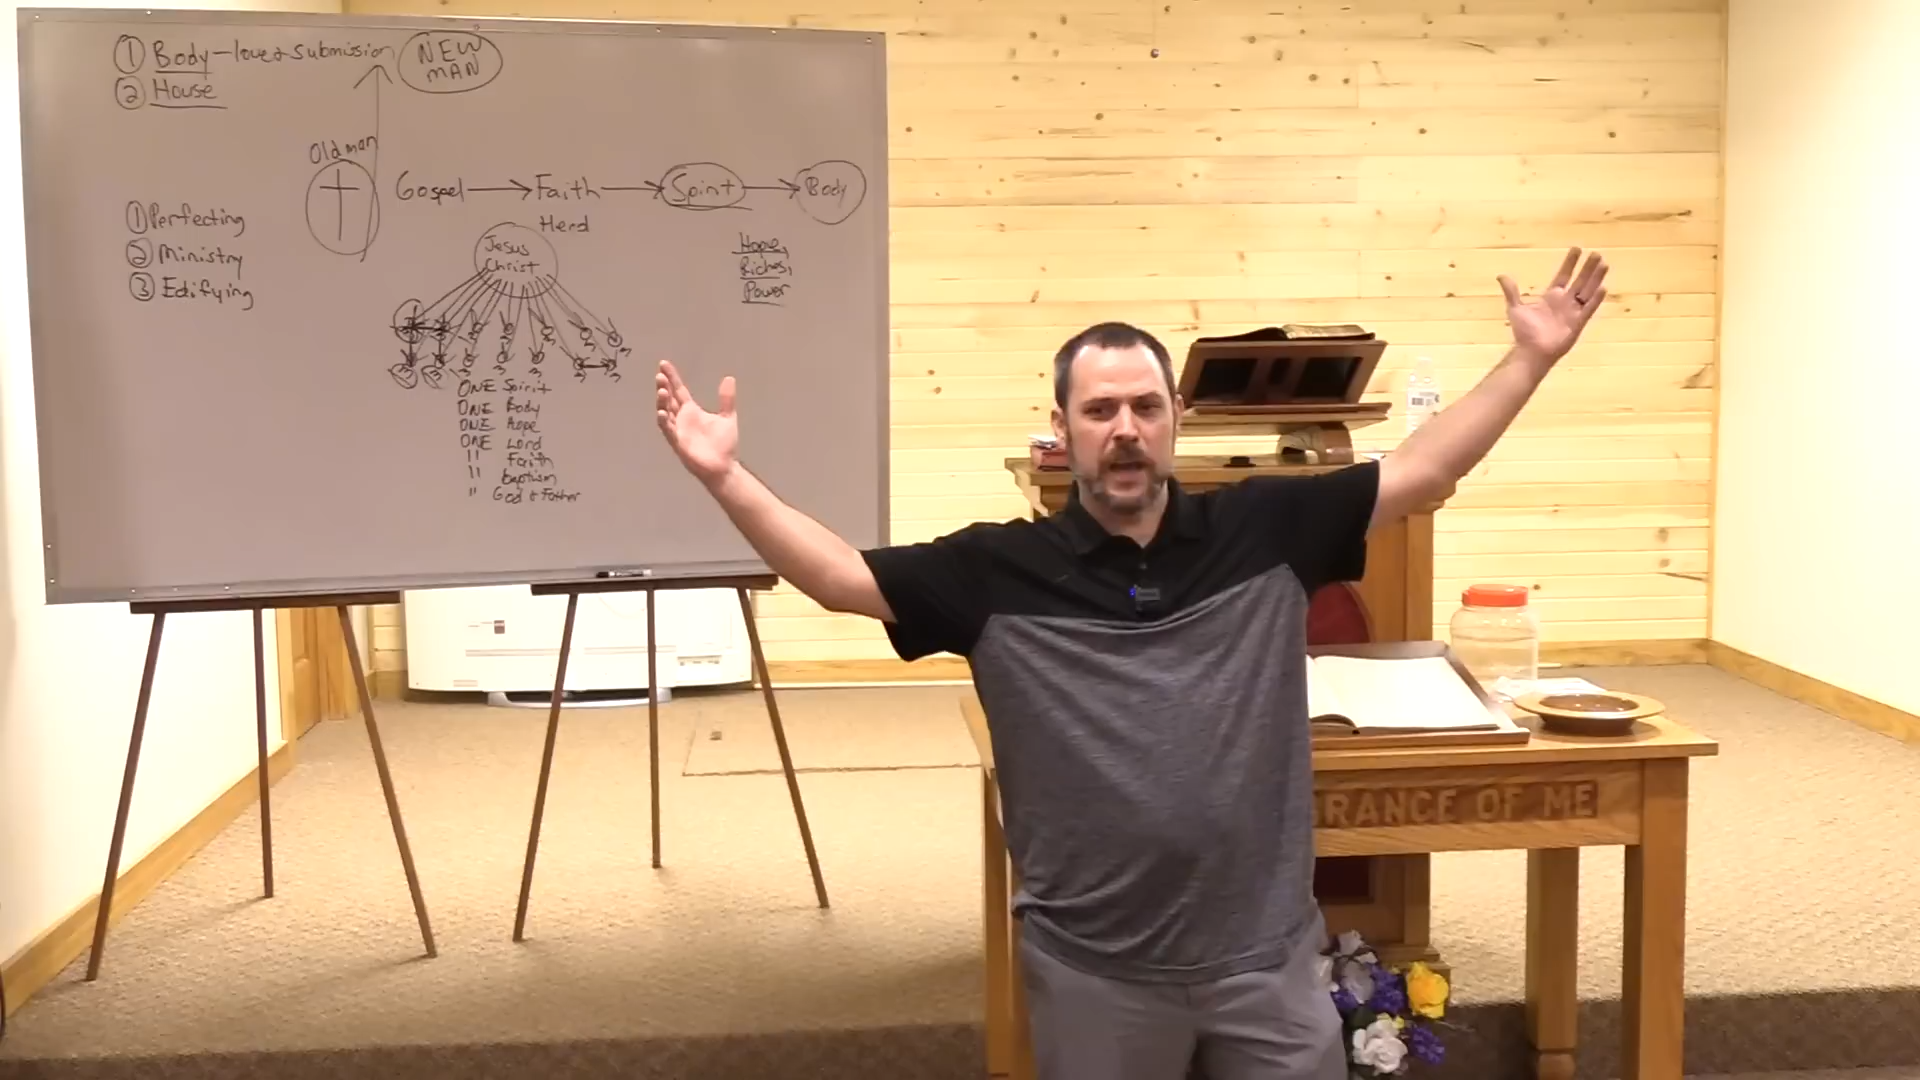 ① Body - love & submission
NEW
MAN
② House
Old man
Gospel → Faith → Spirit → Body
① Perfecting
② Ministry
③ Edifying
Head
Jesus
Christ
Hope,
Riches,
Power
ONE Spirit
ONE Body
ONE Hope
ONE Lord
" Faith
" baptism
" God & Father
BRANCE OF ME